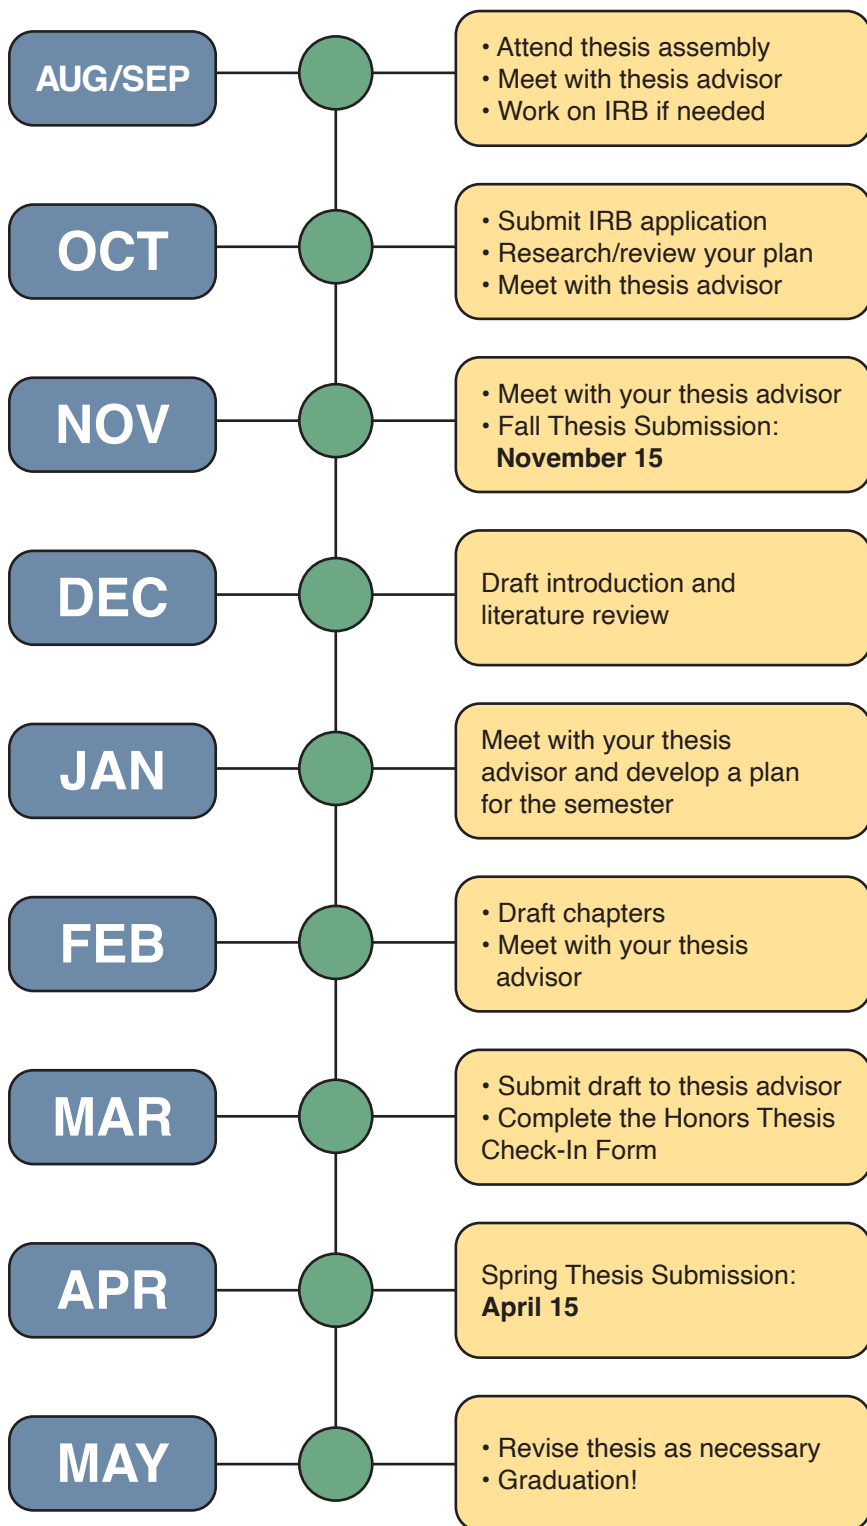 AUG/SEP
• Attend thesis assembly
• Meet with thesis advisor
• Work on IRB if needed
OCT
• Submit IRB application
• Research/review your plan
• Meet with thesis advisor
NOV
• Meet with your thesis advisor
• Fall Thesis Submission:
November 15
DEC
Draft introduction and
literature review
JAN
Meet with your thesis
advisor and develop a plan
for the semester
FEB
• Draft chapters
• Meet with your thesis
advisor
MAR
• Submit draft to thesis advisor
• Complete the Honors Thesis
Check-In Form
APR
Spring Thesis Submission:
April 15
MAY
• Revise thesis as necessary
• Graduation!